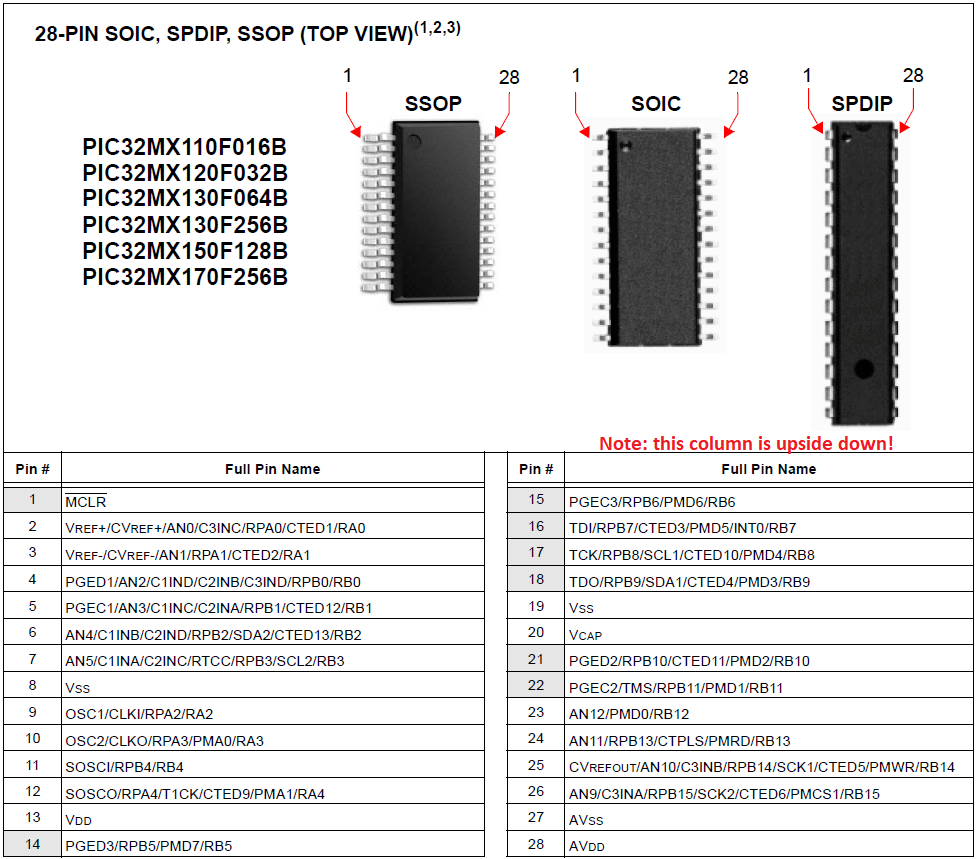 28-PIN SOIC, SPDIP, SSOP (TOP VIEW)(1,2,3)
1 28 1 28 1 28
SSOP SOIC SPDIP
PIC32MX110F016B
PIC32MX120F032B
PIC32MX130F064B
PIC32MX130F256B
PIC32MX150F128B
PIC32MX170F256B
Note: this column is upside down!
Pin # Full Pin Name Pin # Full Pin Name
1 MCLR 15 PGEC3/RPB6/PMD6/RB6
2 VREF+/CVREF+/AN0/C3INC/RPA0/CTED1/RA0 16 TDI/RPB7/CTED3/PMD5/INT0/RB7
3 VREF-/CVREF-/AN1/RPA1/CTED2/RA1 17 TCK/RPB8/SCL1/CTED10/PMD4/RB8
4 PGED1/AN2/C1IND/C2INB/C3IND/RPB0/RB0 18 TDO/RPB9/SDA1/CTED4/PMD3/RB9
5 PGEC1/AN3/C1INC/C2INA/RPB1/CTED12/RB1 19 VSS
6 AN4/C1INB/C2IND/RPB2/SDA2/CTED13/RB2 20 VCAP
7 AN5/C1INA/C2INC/RTCC/RPB3/SCL2/RB3 21 PGED2/RPB10/CTED11/PMD2/RB10
8 VSS 22 PGEC2/TMS/RPB11/PMD1/RB11
9 OSC1/CLKI/RPA2/RA2 23 AN12/PMD0/RB12
10 OSC2/CLKO/RPA3/PMA0/RA3 24 AN11/RPB13/CTPLS/PMRD/RB13
11 SOSCI/RPB4/RB4 25 CVREFOUT/AN10/C3INB/RPB14/SCK1/CTED5/PMWR/RB14
12 SOSCO/RPA4/T1CK/CTED9/PMA1/RA4 26 AN9/C3INA/RPB15/SCK2/CTED6/PMCS1/RB15
13 VDD 27 AVSS
14 PGED3/RPB5/PMD7/RB5 28 AVDD